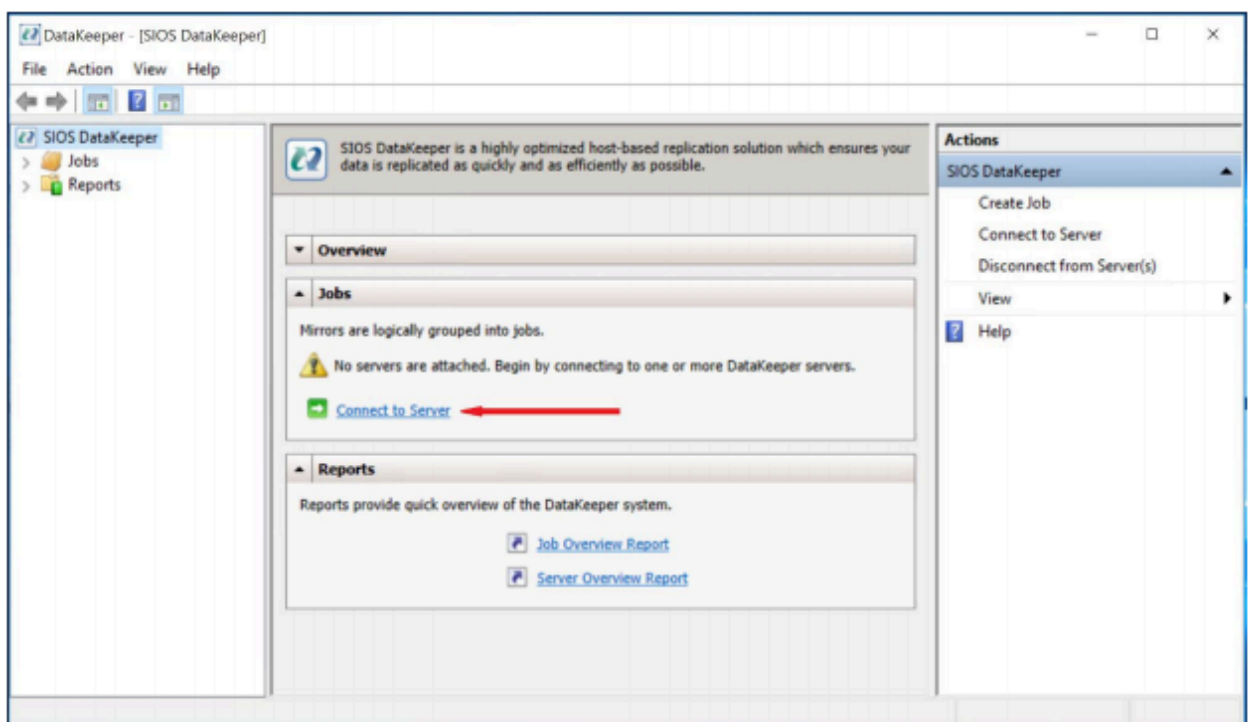 DataKeeper - [SIOS DataKeeper]
File Action View Help
SIOS DataKeeper
Jobs
Reports
SIOS DataKeeper is a highly optimized host-based replication solution which ensures your
data is replicated as quickly and as efficiently as possible.
Overview
Jobs
Mirrors are logically grouped into jobs.
No servers are attached. Begin by connecting to one or more DataKeeper servers.
Connect to Server
Reports
Reports provide quick overview of the DataKeeper system.
Job Overview Report
Server Overview Report
Actions
SIOS DataKeeper
Create Job
Connect to Server
Disconnect from Server(s)
View
Help